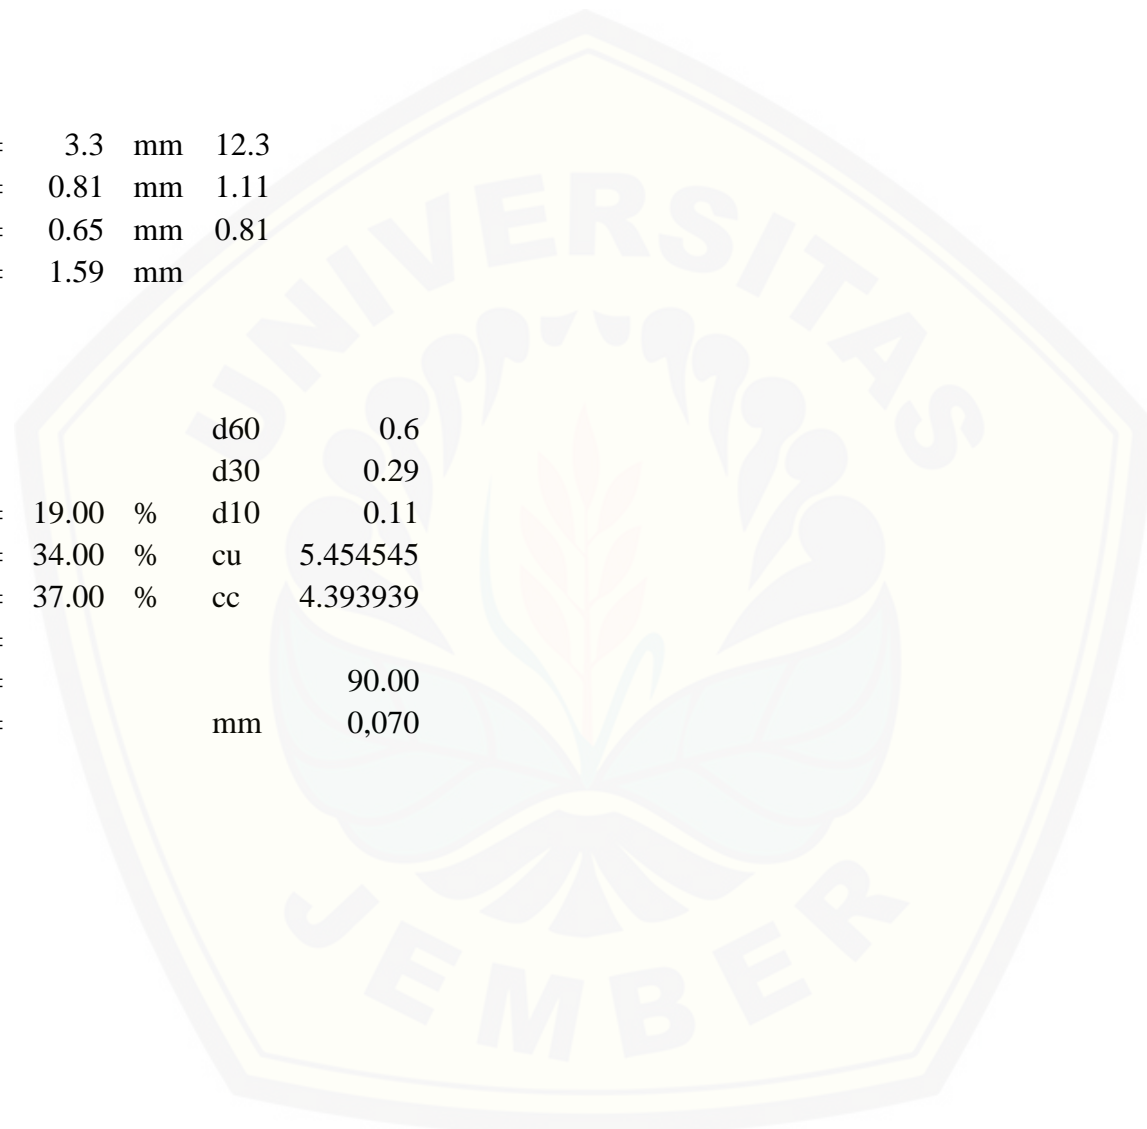 = 3.3 mm 12.3
= 0.81 mm 1.11
= 0.65 mm 0.81
= 1.59 mm
UNIVERSITAS
d60 0.6
d30 0.29
= 19.00 % d10 0.11
= 34.00 % cu 5.454545
= 37.00 % cc 4.393939
=
= 90.00
= mm 0,070
JEMBER